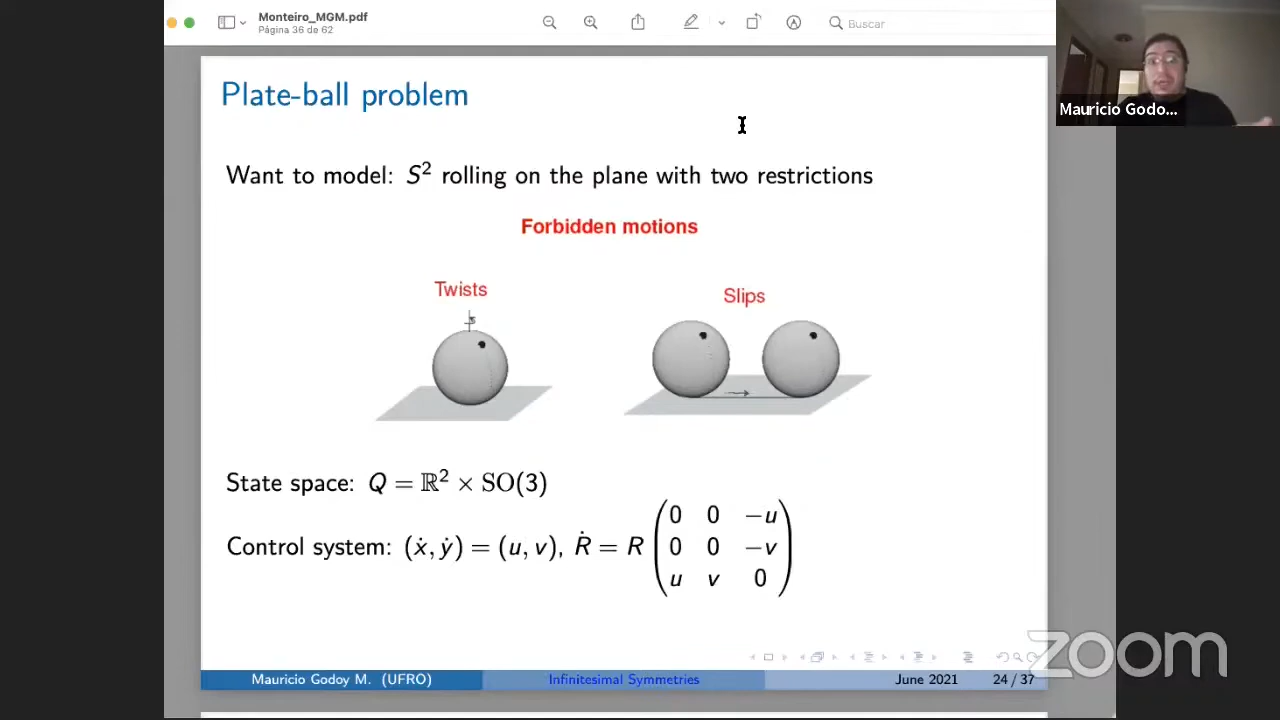 Monteiro_MGM.pdf
Página 36 de 62
Buscar
Mauricio Godo...
Plate-ball problem
Want to model: S² rolling on the plane with two restrictions
Forbidden motions
Twists
Slips
State space: Q = ℝ² × SO(3)
Control system: (ẋ, ẏ) = (u, v), Ṙ = R
0 0 −u
0 0 −v
u v 0
zoom
Mauricio Godoy M. (UFRO) Infinitesimal Symmetries June 2021 24 / 37